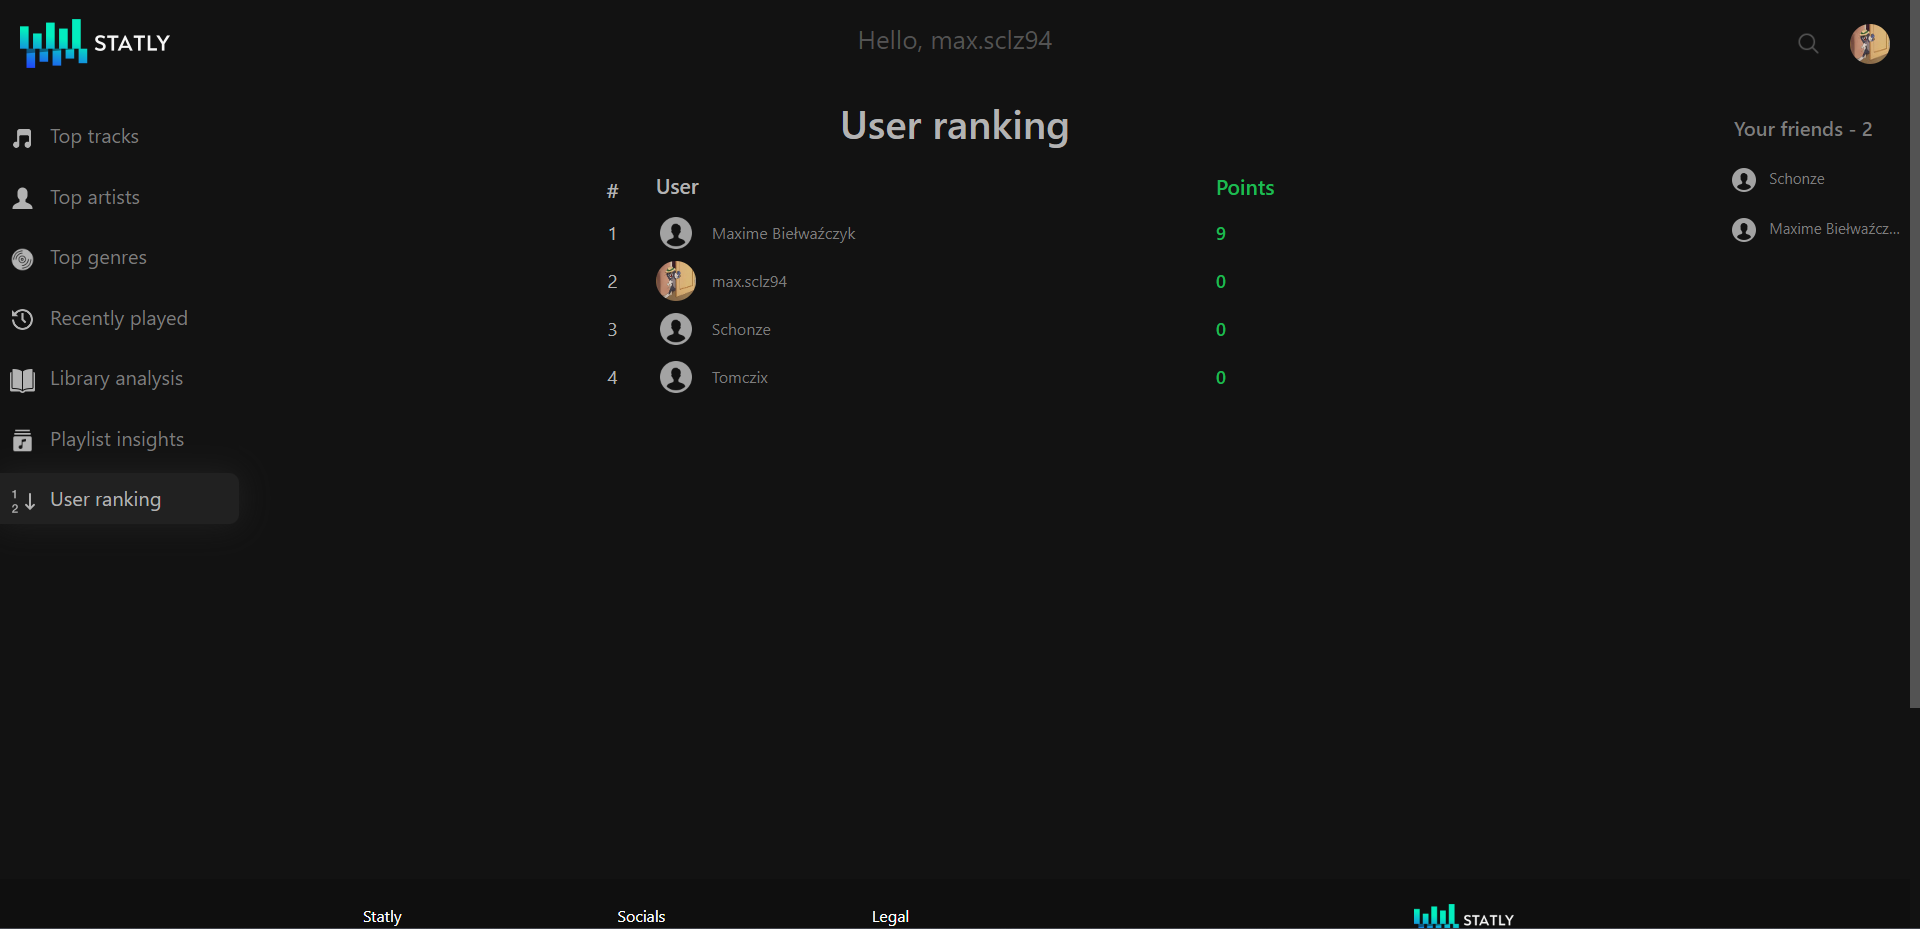 STATLY
Hello, max.sclz94
Top tracks
Top artists
Top genres
Recently played
Library analysis
Playlist insights
1
2
User ranking
User ranking
# User Points
1 Maxime Biełwaźczyk 9
2 max.sclz94 0
3 Schonze 0
4 Tomczix 0
Your friends - 2
Schonze
Maxime Biełwaźcz...
Statly Socials Legal
STATLY